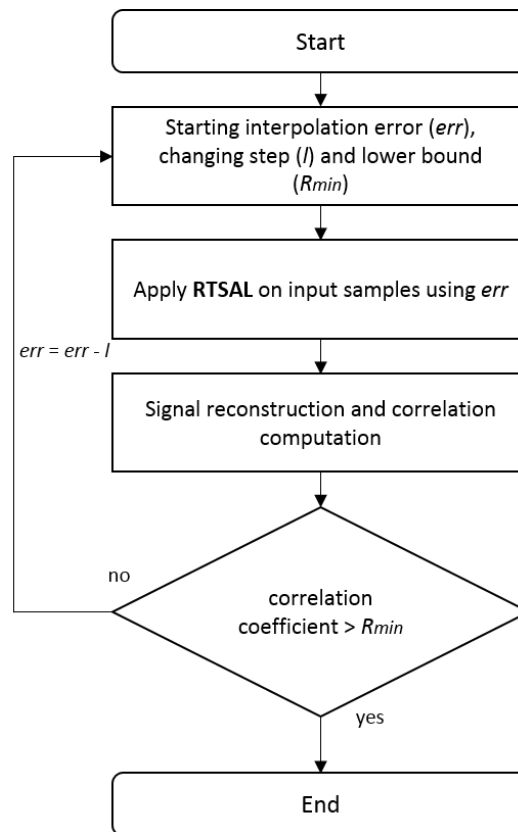 Start
Starting interpolation error (err),
changing step (I) and lower bound
(Rmin)
Apply RTSAL on input samples using err
err = err - I
Signal reconstruction and correlation
computation
no
correlation
coefficient > Rmin
yes
End